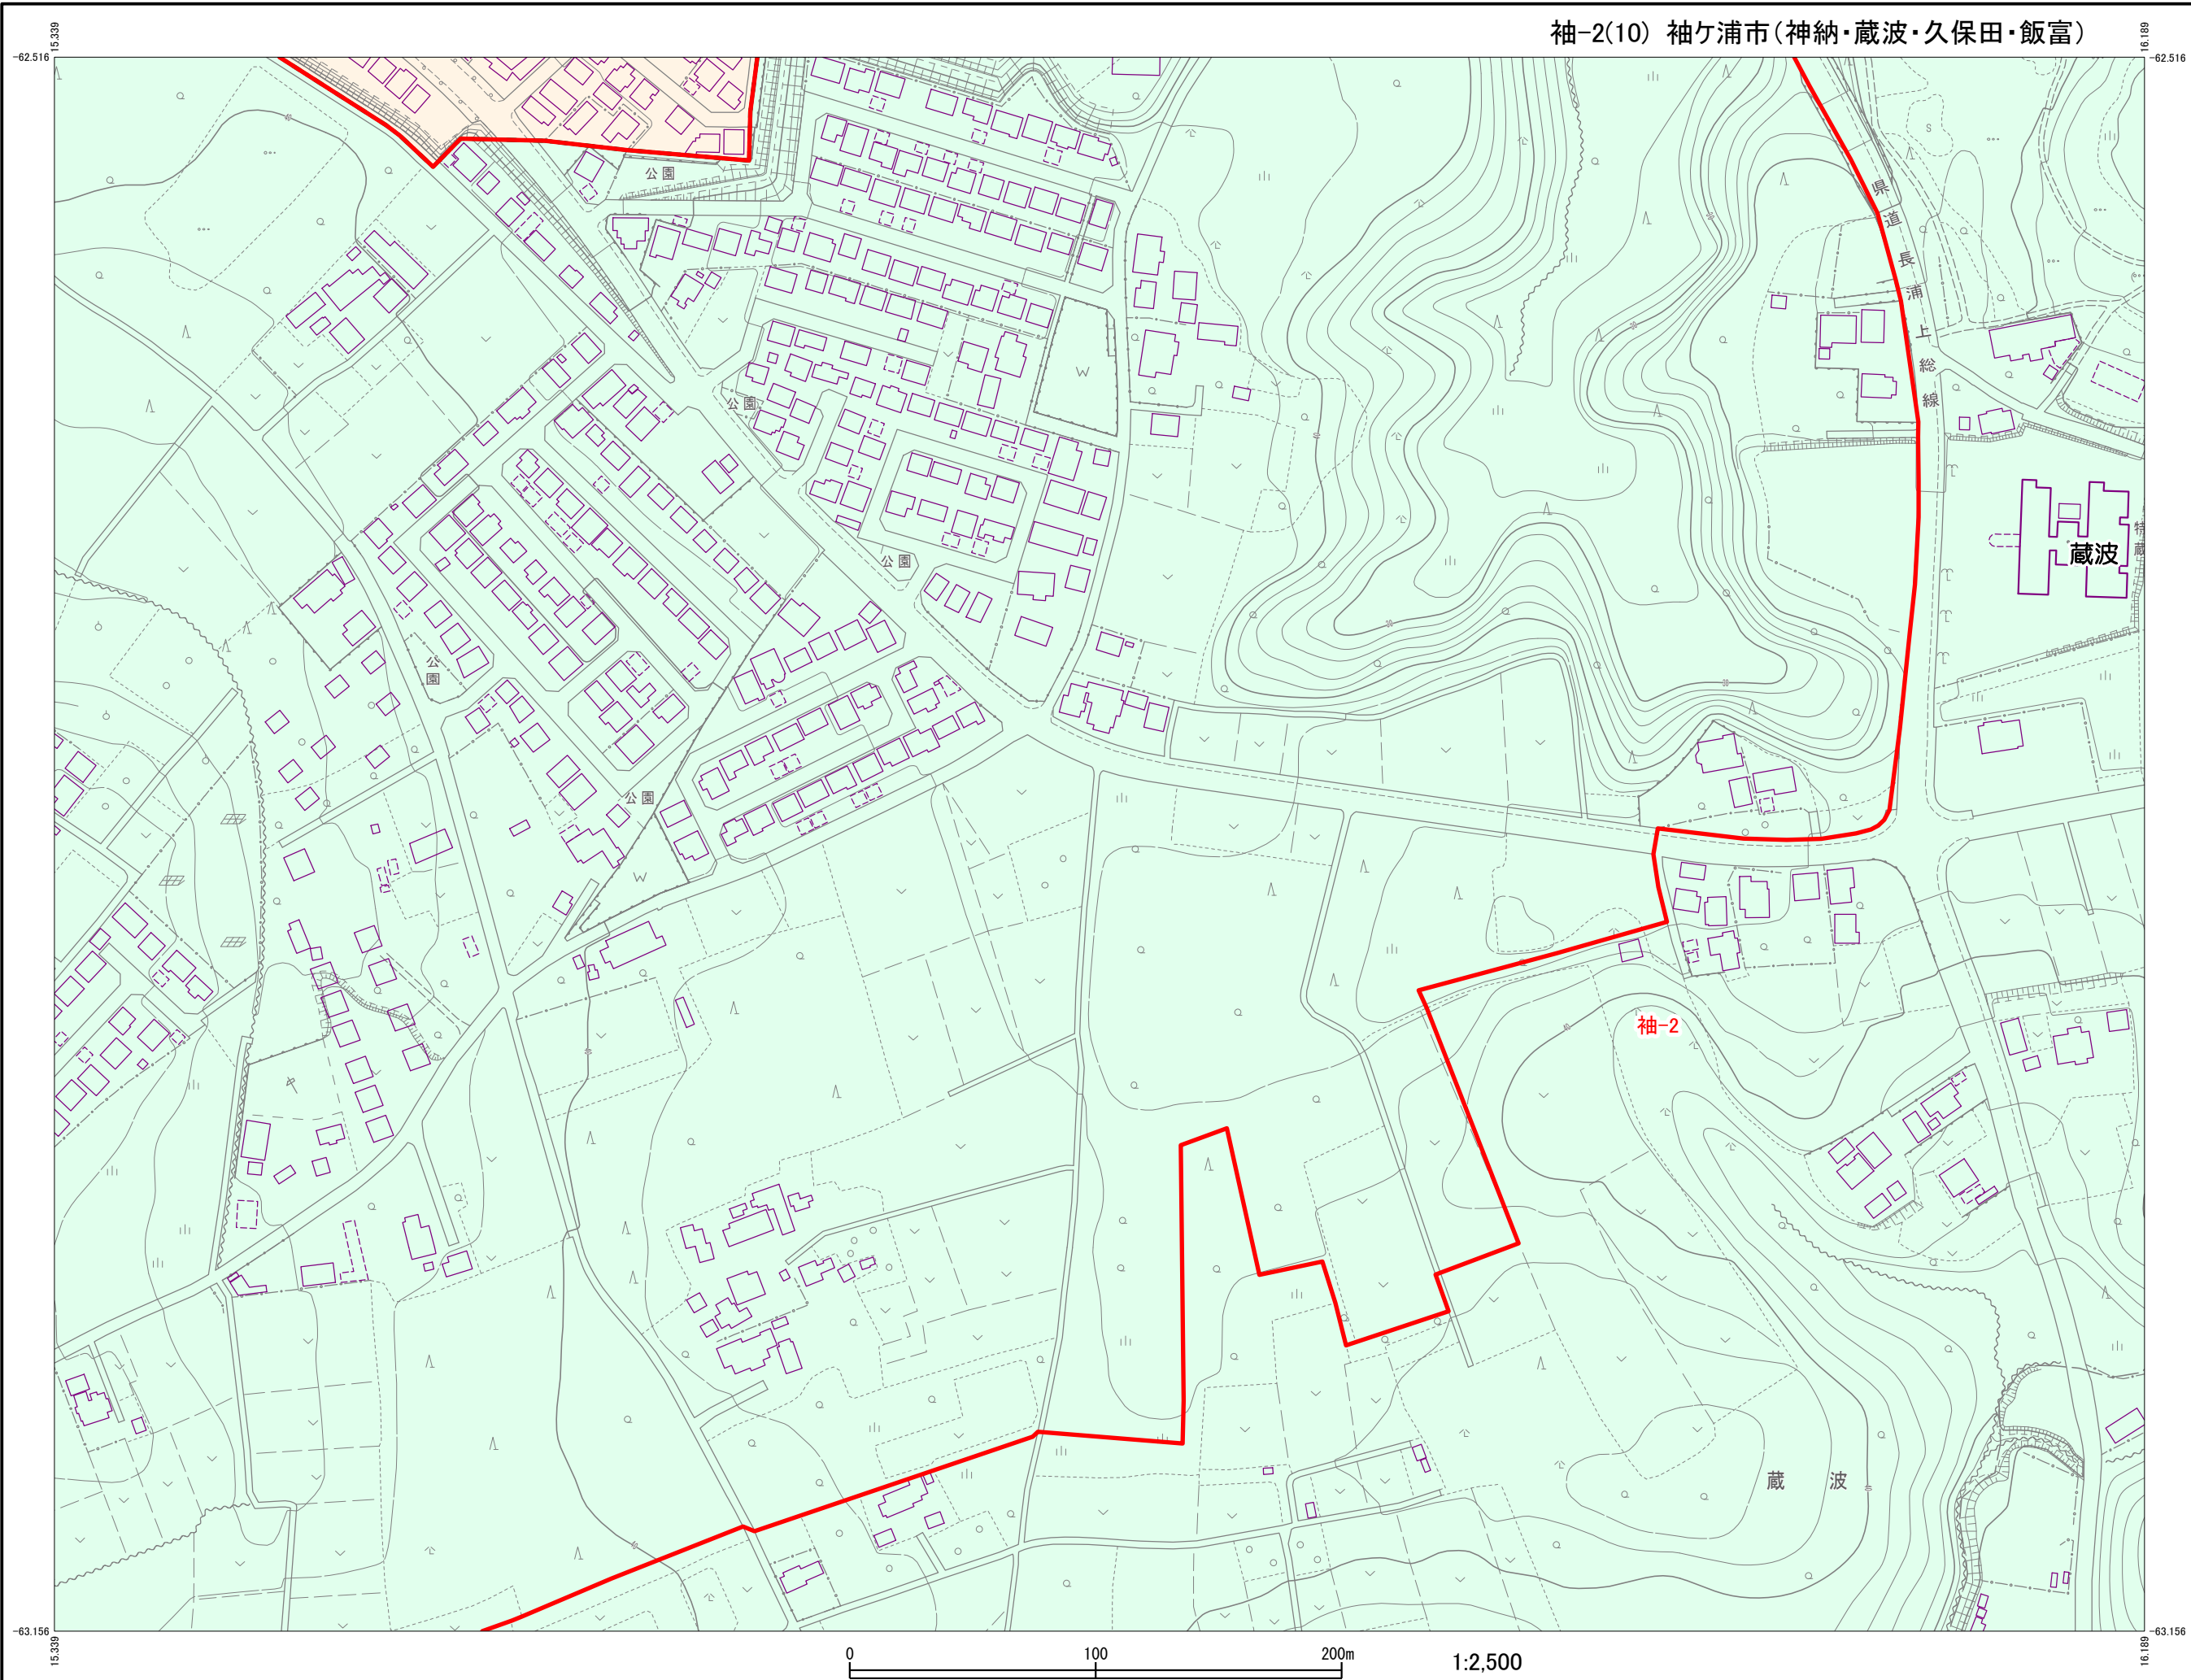 袖-2(10) 袖ケ浦市(神納・蔵波・久保田・飯富)
15.339
16.189
-62.516
-62.516
公園
県道長浦上総線
公園
特
蔵
蔵波
公園
公園
公園
袖-2
蔵波
-63.156
-63.156
15.339
16.189
0 100 200m
1:2,500